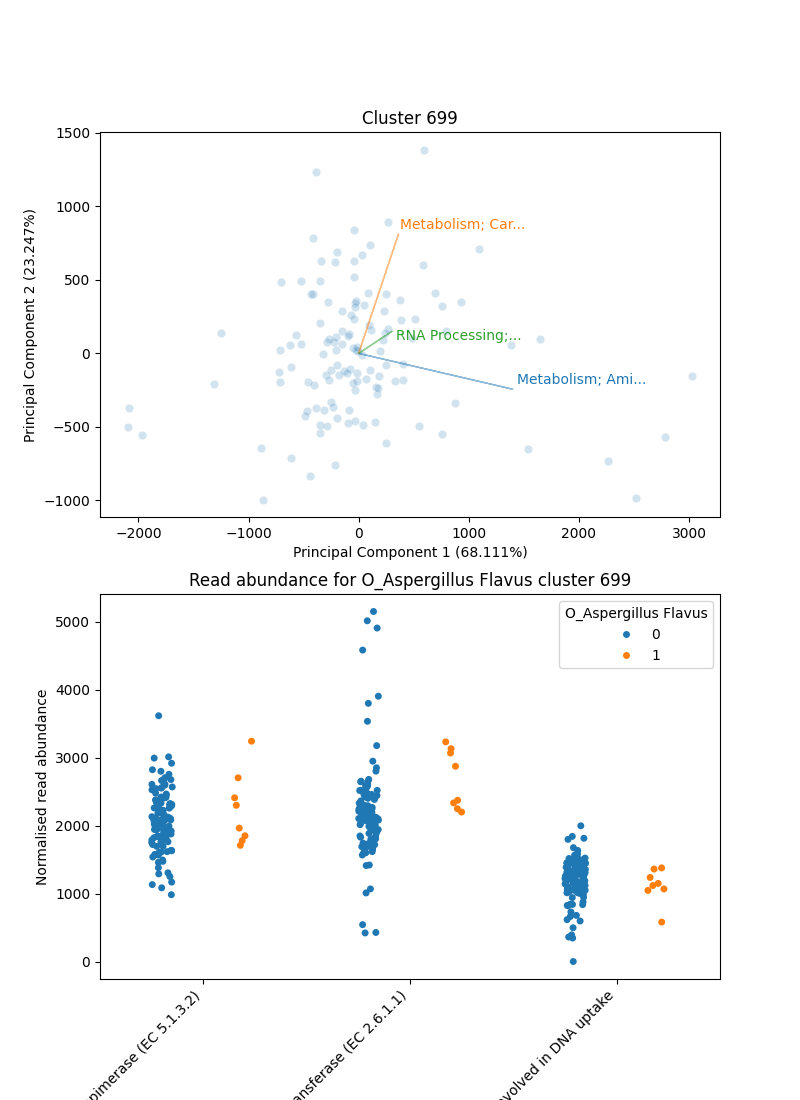 Cluster 699
1500
1000
500
0
−500
−1000
Principal Component 2 (23.247%)
Metabolism; Car...
RNA Processing;...
Metabolism; Ami...
−2000
−1000
0
1000
2000
3000
Principal Component 1 (68.111%)
Read abundance for O_Aspergillus Flavus cluster 699
5000
4000
3000
2000
1000
0
Normalised read abundance
O_Aspergillus Flavus
0
1
(EC 5.1.3.2)
(EC 2.6.1.1)
in DNA uptake